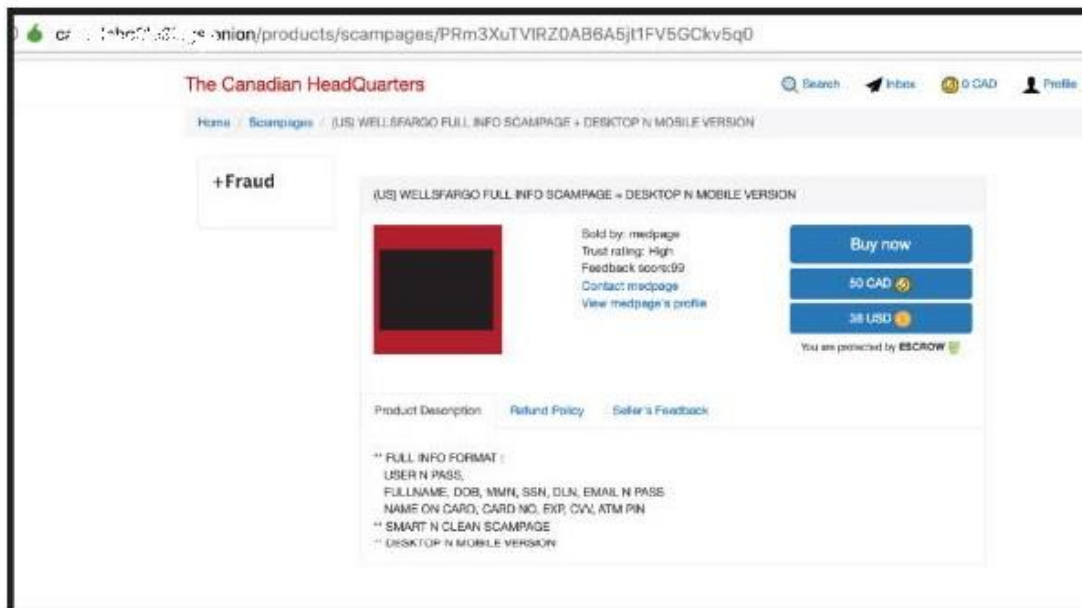 onion/products/scampages/PRm3XuTVIRZ0AB6A5jt1FV5GCkv5q0
The Canadian HeadQuarters
Search Inbox 0 CAD Profile
Home / Scampages / (US) WELLSFARGO FULL INFO SCAMPAGE + DESKTOP N MOBILE VERSION
+Fraud
(US) WELLSFARGO FULL INFO SCAMPAGE + DESKTOP N MOBILE VERSION
Sold by: medpage
Trust rating: High
Feedback score:99
Contact medpage
View medpage's profile
Buy now
50 CAD
38 USD
You are protected by ESCROW
Product Description Refund Policy Seller's Feedback
** FULL INFO FORMAT :
USER N PASS,
FULLNAME, DOB, MMN, SSN, DLN, EMAIL N PASS
NAME ON CARD, CARD NO, EXP, CVV, ATM PIN
** SMART N CLEAN SCAMPAGE
** DESKTOP N MOBILE VERSION